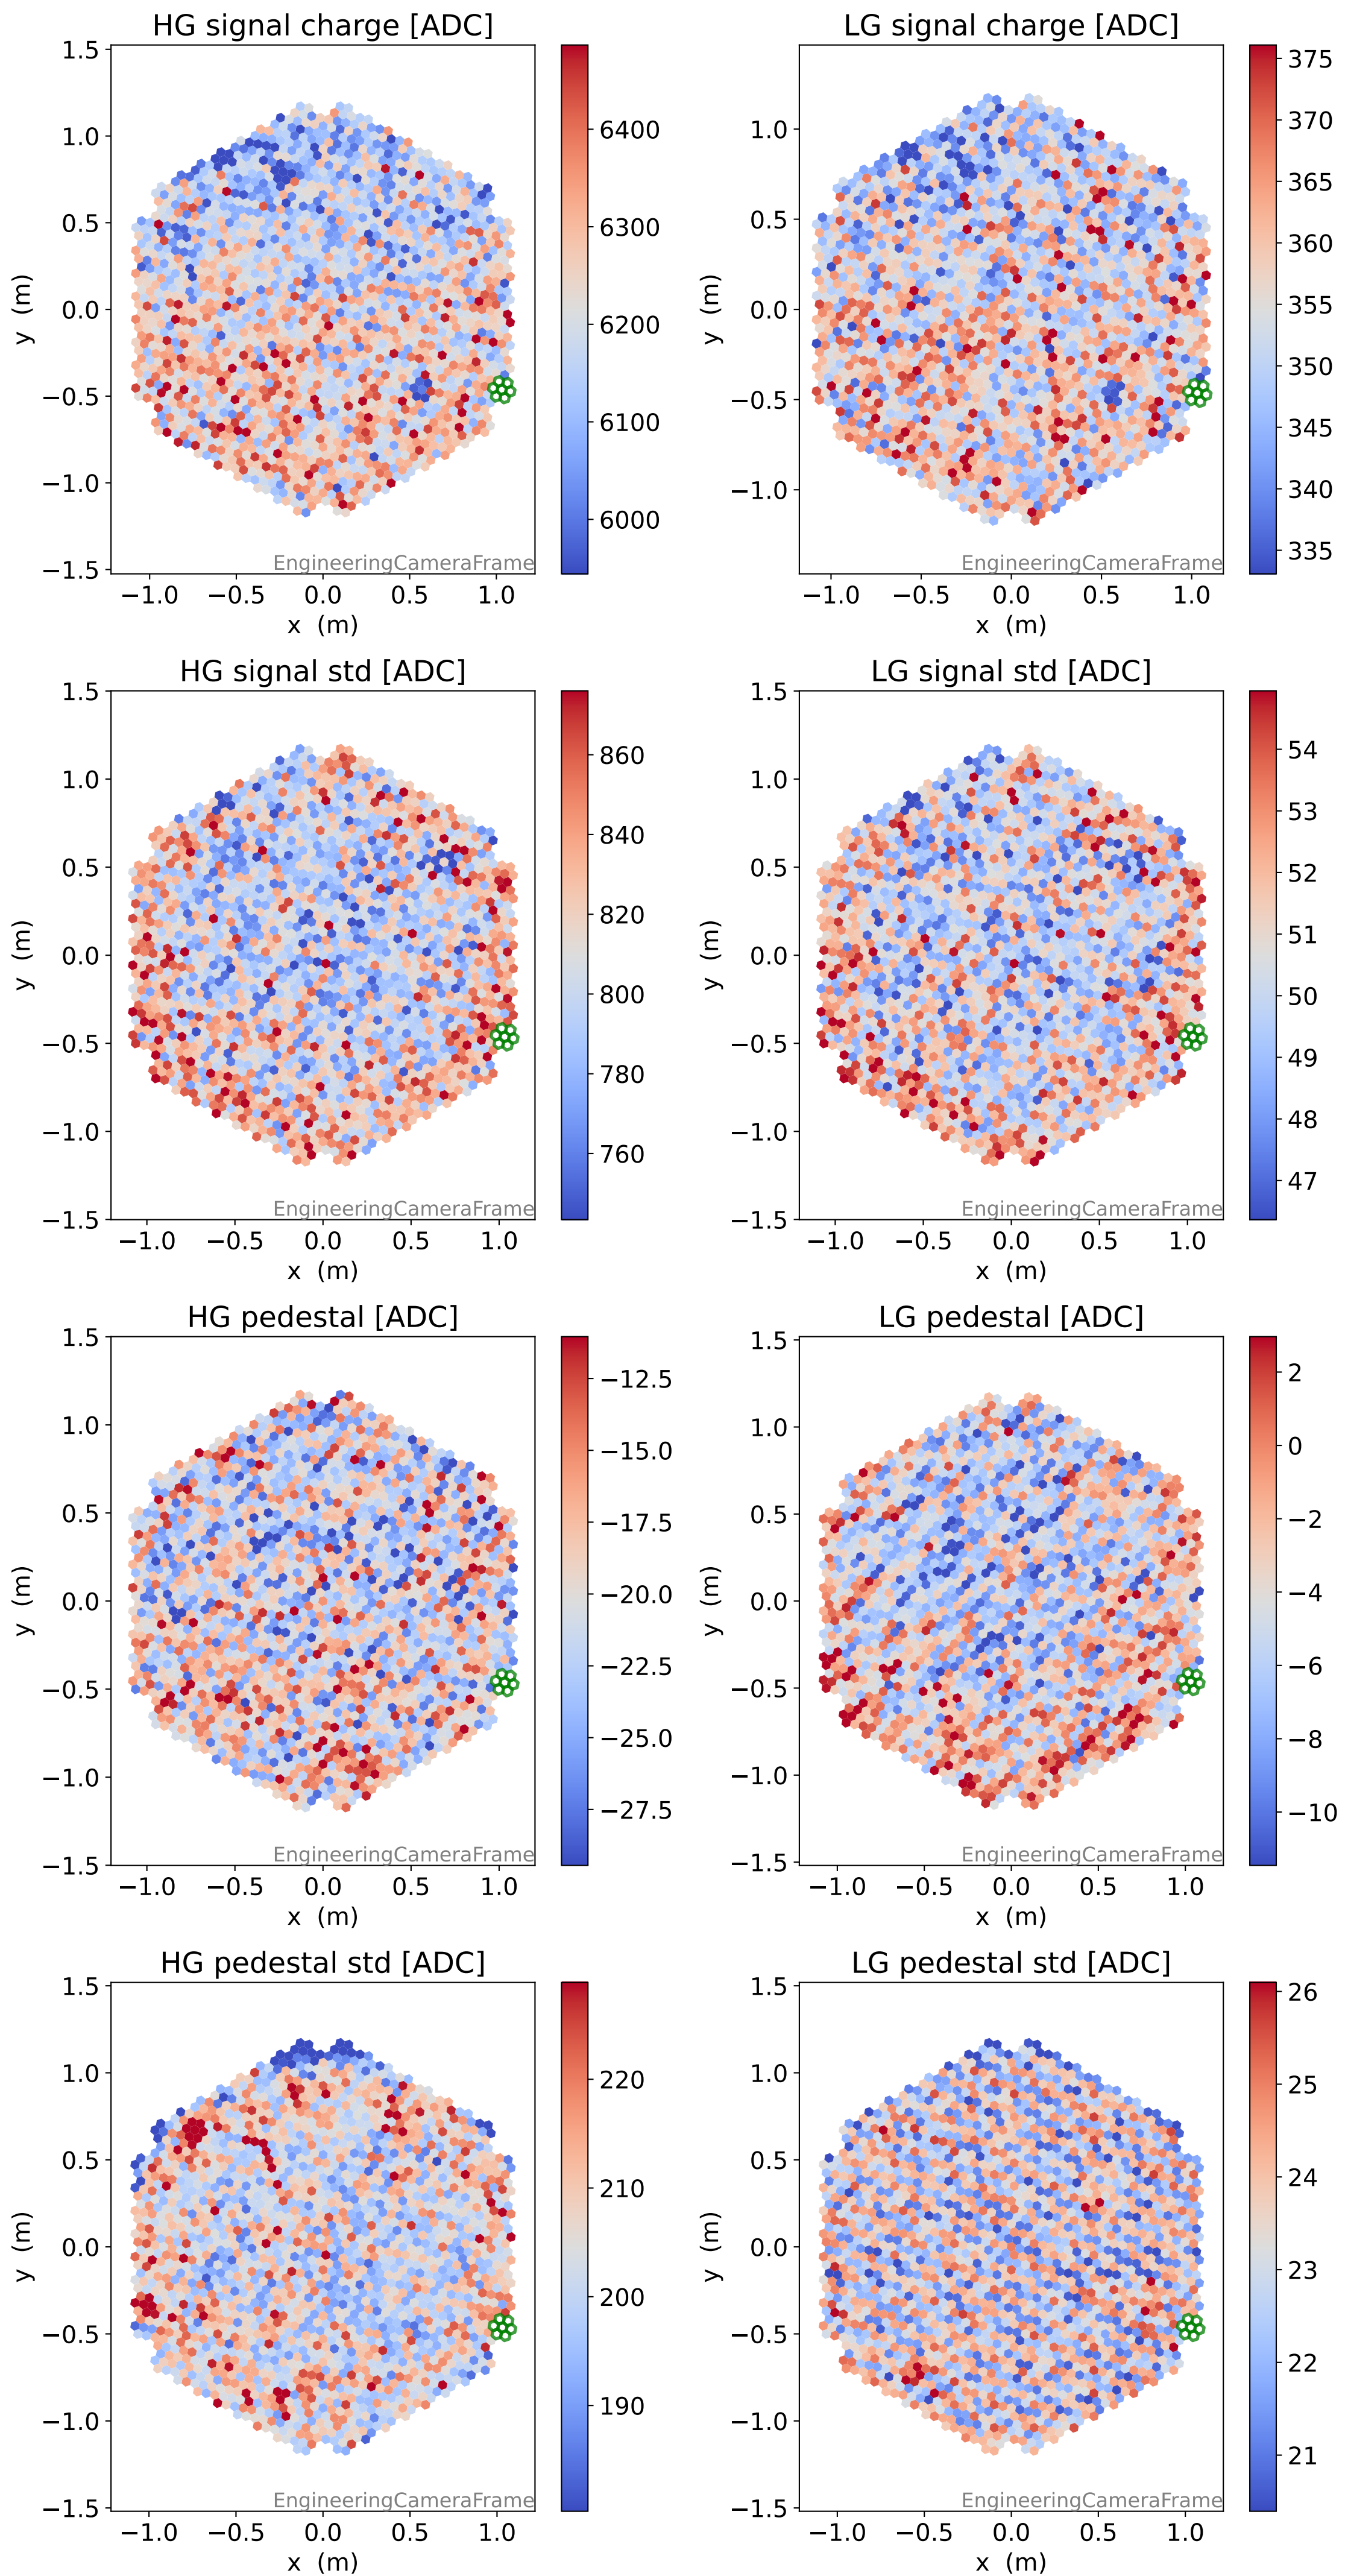 HG signal charge [ADC]
1.5
1.0
0.5
0.0
−0.5
−1.0
−1.5
y (m)
−1.0 −0.5 0.0 0.5 1.0
x (m)
EngineeringCameraFrame
6400
6300
6200
6100
6000
LG signal charge [ADC]
1.0
0.5
0.0
−0.5
−1.0
y (m)
−1.0 −0.5 0.0 0.5 1.0
x (m)
EngineeringCameraFrame
375
370
365
360
355
350
345
340
335
HG signal std [ADC]
1.5
1.0
0.5
0.0
−0.5
−1.0
−1.5
y (m)
−1.0 −0.5 0.0 0.5 1.0
x (m)
EngineeringCameraFrame
860
840
820
800
780
760
LG signal std [ADC]
1.5
1.0
0.5
0.0
−0.5
−1.0
−1.5
y (m)
−1.0 −0.5 0.0 0.5 1.0
x (m)
EngineeringCameraFrame
54
53
52
51
50
49
48
47
HG pedestal [ADC]
1.5
1.0
0.5
0.0
−0.5
−1.0
−1.5
y (m)
−1.0 −0.5 0.0 0.5 1.0
x (m)
EngineeringCameraFrame
−12.5
−15.0
−17.5
−20.0
−22.5
−25.0
−27.5
LG pedestal [ADC]
1.5
1.0
0.5
0.0
−0.5
−1.0
−1.5
y (m)
−1.0 −0.5 0.0 0.5 1.0
x (m)
EngineeringCameraFrame
2
0
−2
−4
−6
−8
−10
HG pedestal std [ADC]
1.5
1.0
0.5
0.0
−0.5
−1.0
−1.5
y (m)
−1.0 −0.5 0.0 0.5 1.0
x (m)
EngineeringCameraFrame
220
210
200
190
LG pedestal std [ADC]
1.5
1.0
0.5
0.0
−0.5
−1.0
−1.5
y (m)
−1.0 −0.5 0.0 0.5 1.0
x (m)
EngineeringCameraFrame
26
25
24
23
22
21